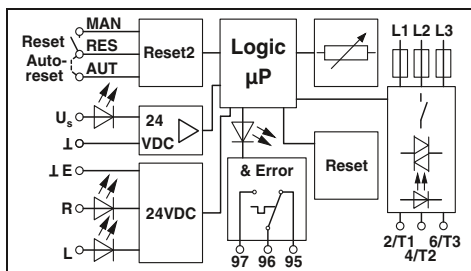 MAN
Reset
RES
Auto-
reset
AUT
Reset2
Logic
µP
L1 L2 L3
Us
24
VDC
⊥
⊥ E
R
L
24VDC
& Error
97 96 95
Reset
2/T1 6/T3
4/T2